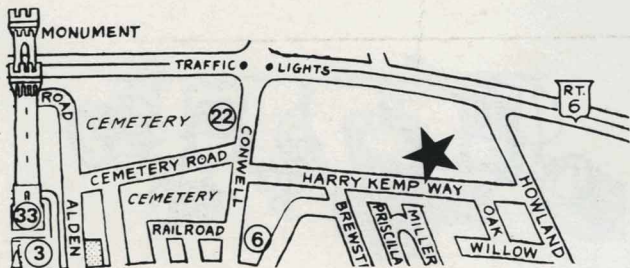 MONUMENT
TRAFFIC LIGHTS
RT.
6
ROAD
CEMETERY
22
CONWELL
CEMETERY ROAD
HARRY KEMP WAY
HOWLAND
CEMETERY
33
ALDEN
RAILROAD
6
BREWST
PRISCILLA
MILLER
OAK
3
WILLOW